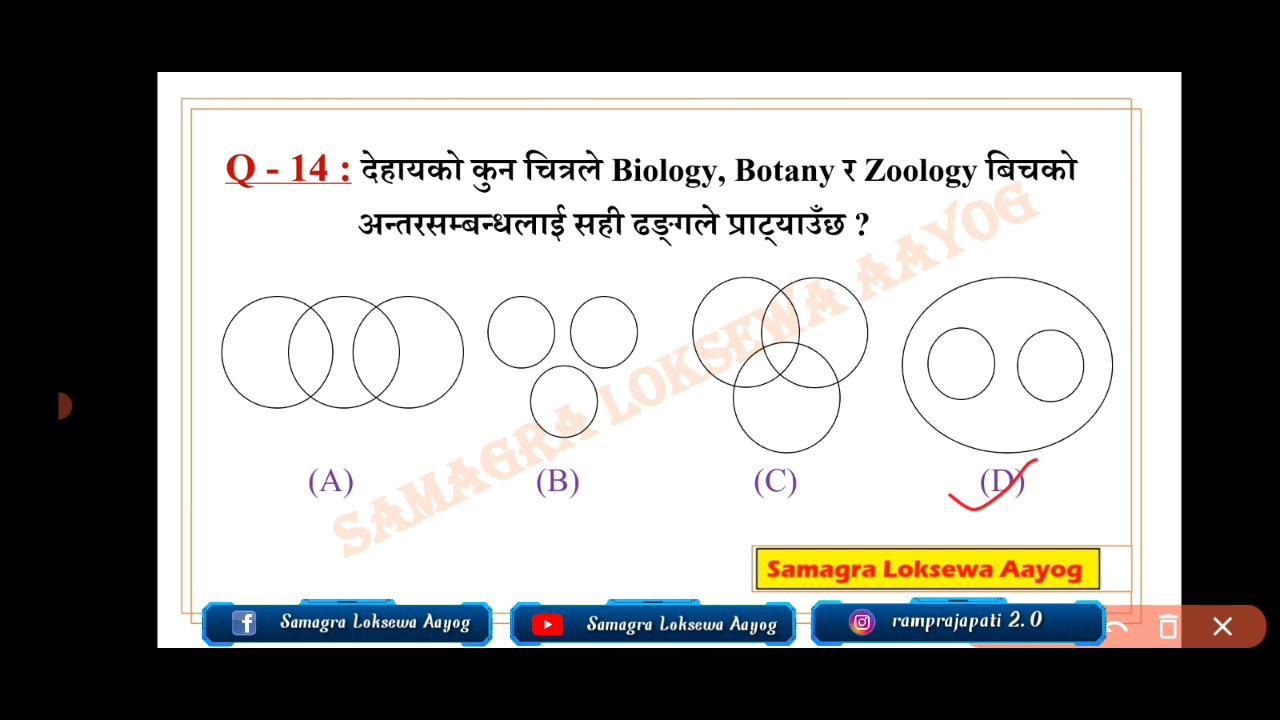 Q - 14 : देहायको कुन चित्रले Biology, Botany र Zoology बिचको
अन्तरसम्बन्धलाई सही ढङ्गले प्राट्याउँछ ?
SAMAGRA LOKSEWA AAYOG
(A) (B) (C) (D)
Samagra Loksewa Aayog
Samagra Loksewa Aayog Samagra Loksewa Aayog ramprajapati 2.0